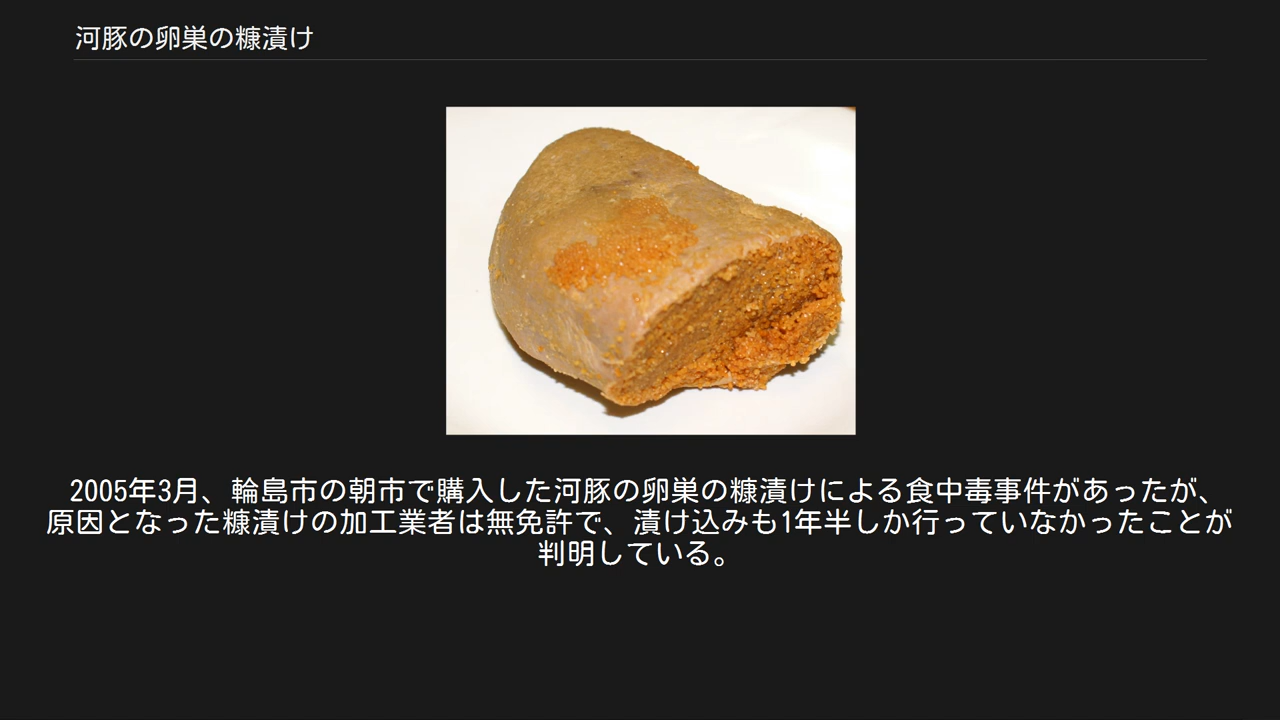 河豚の卵巣の糠漬け
2005年3月、輪島市の朝市で購入した河豚の卵巣の糠漬けによる食中毒事件があったが、
原因となった糠漬けの加工業者は無免許で、漬け込みも1年半しか行っていなかったことが
判明している。